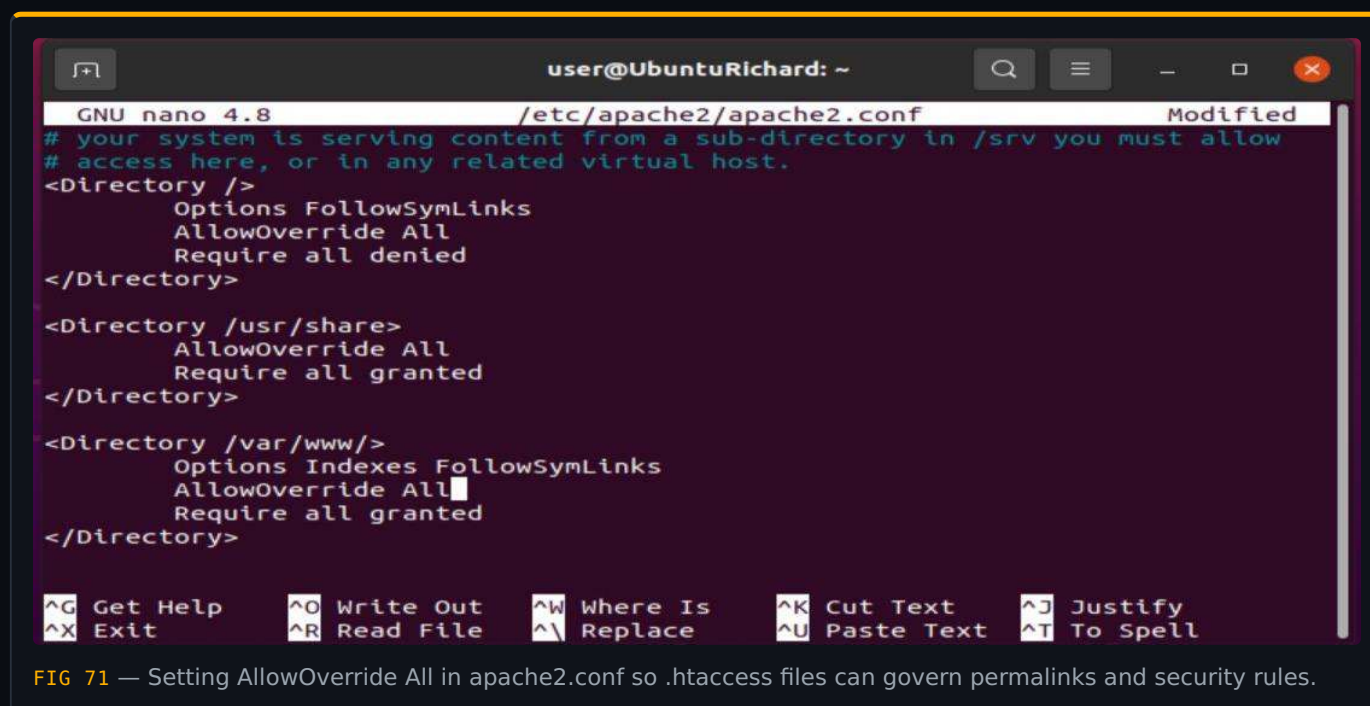 user@UbuntuRichard: ~
GNU nano 4.8 /etc/apache2/apache2.conf Modified
# your system is serving content from a sub-directory in /srv you must allow
# access here, or in any related virtual host.
<Directory />
Options FollowSymLinks
AllowOverride All
Require all denied
</Directory>
<Directory /usr/share>
AllowOverride All
Require all granted
</Directory>
<Directory /var/www/>
Options Indexes FollowSymLinks
AllowOverride All
Require all granted
</Directory>
^G Get Help ^O Write Out ^W Where Is ^K Cut Text ^J Justify
^X Exit ^R Read File ^\ Replace ^U Paste Text ^T To Spell
FIG 71 — Setting AllowOverride All in apache2.conf so .htaccess files can govern permalinks and security rules.